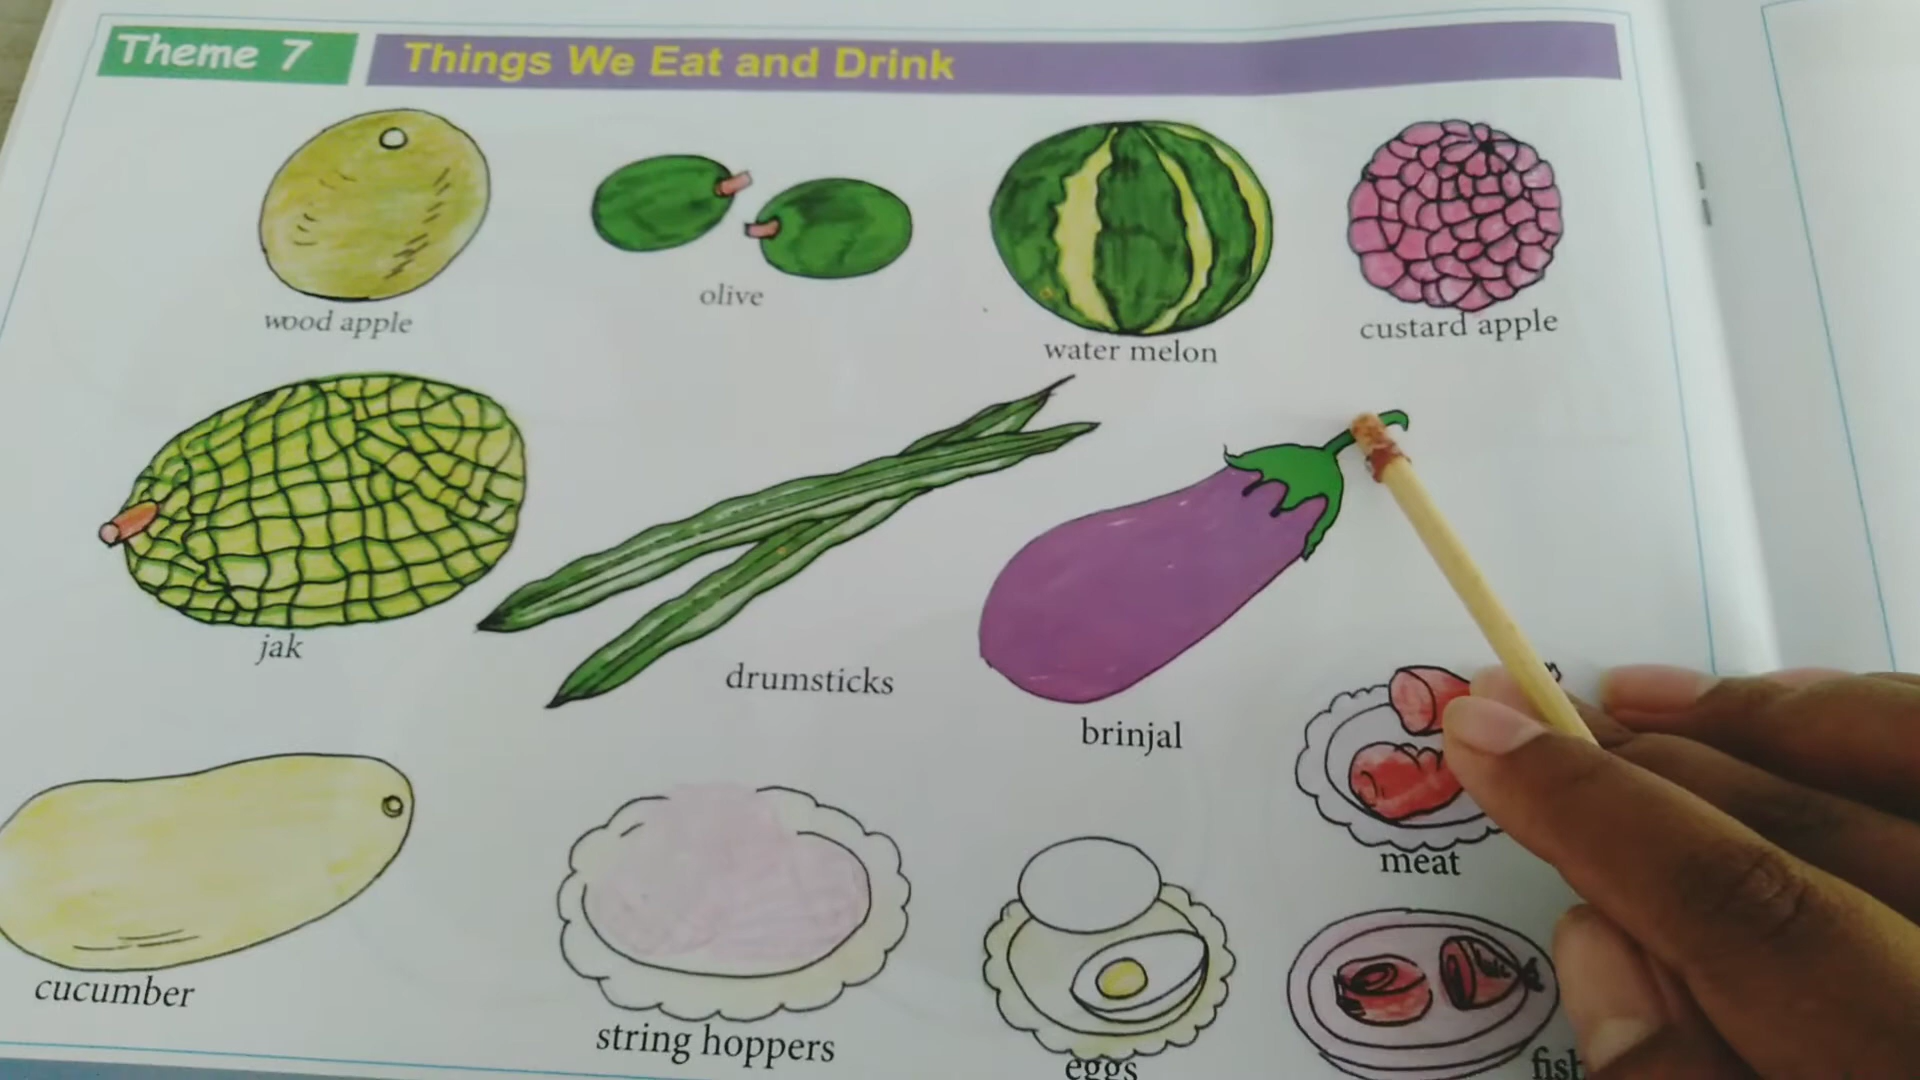 Theme 7
Things We Eat and Drink
wood apple
olive
water melon
custard apple
jak
drumsticks
brinjal
meat
cucumber
string hoppers
eggs
fish